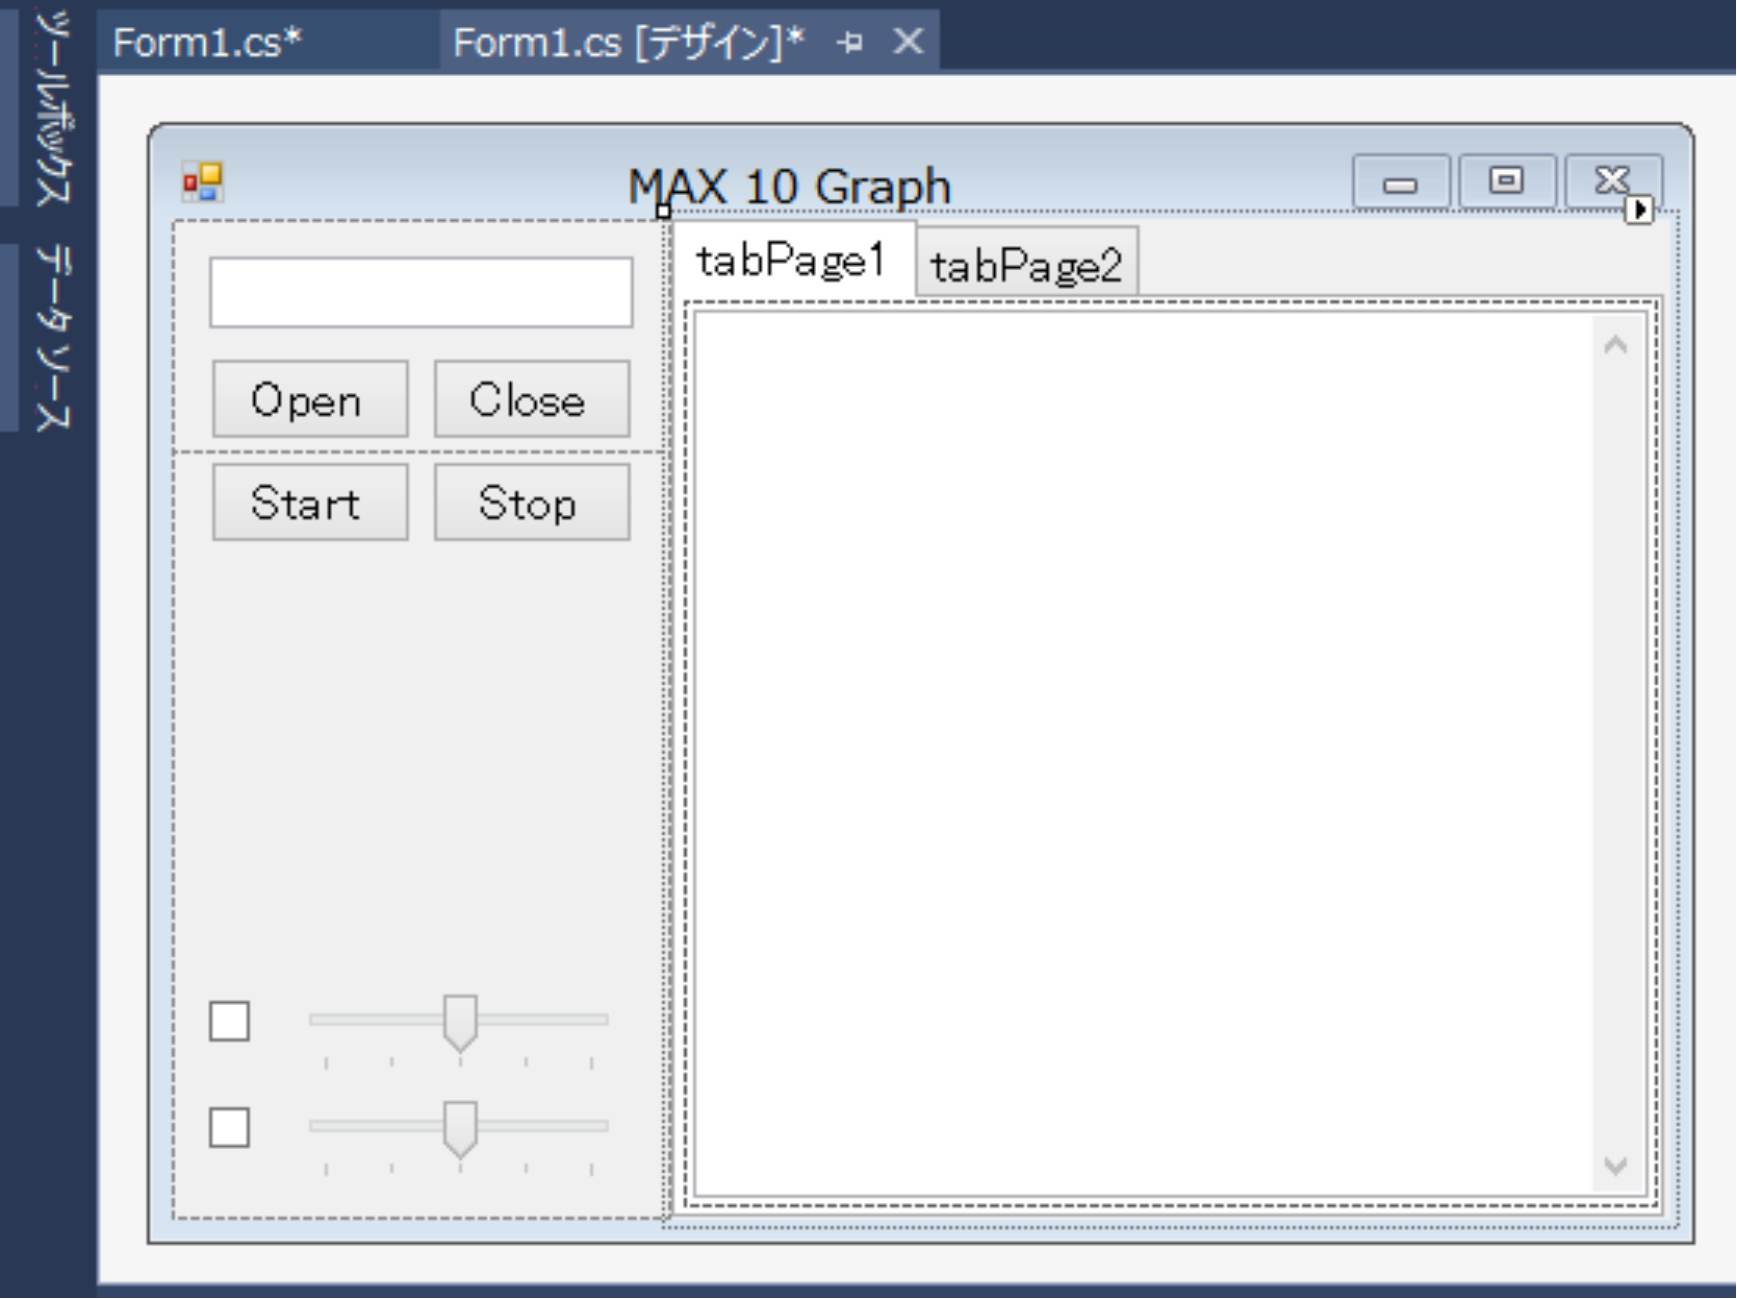 ツールボックス
データ ソース
Form1.cs*
Form1.cs [デザイン]*
MAX 10 Graph
tabPage1
tabPage2
Open
Close
Start
Stop